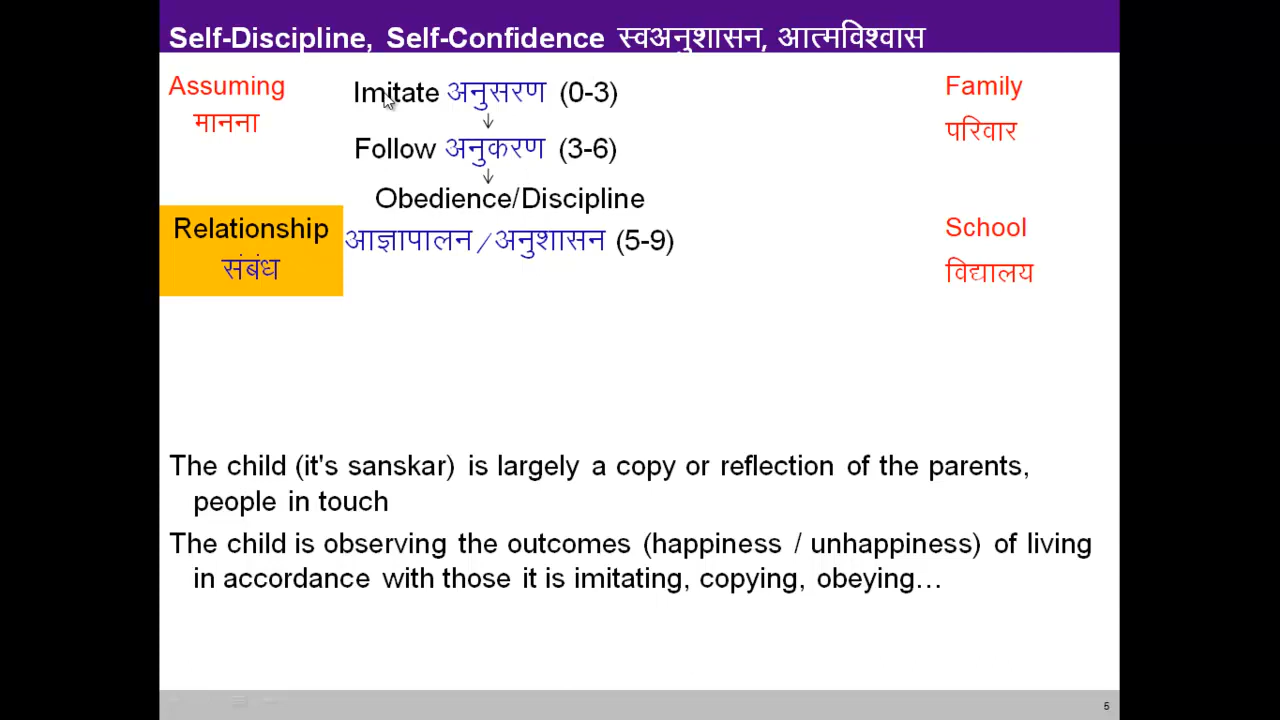 Self-Discipline, Self-Confidence स्वअनुशासन, आत्मविश्वास
Assuming
मानना
Imitate अनुसरण (0-3)
↓
Follow अनुकरण (3-6)
↓
Obedience/Discipline
आज्ञापालन / अनुशासन (5-9)
Family
परिवार
Relationship
संबंध
School
विद्यालय
The child (it's sanskar) is largely a copy or reflection of the parents,
people in touch
The child is observing the outcomes (happiness / unhappiness) of living
in accordance with those it is imitating, copying, obeying…
5